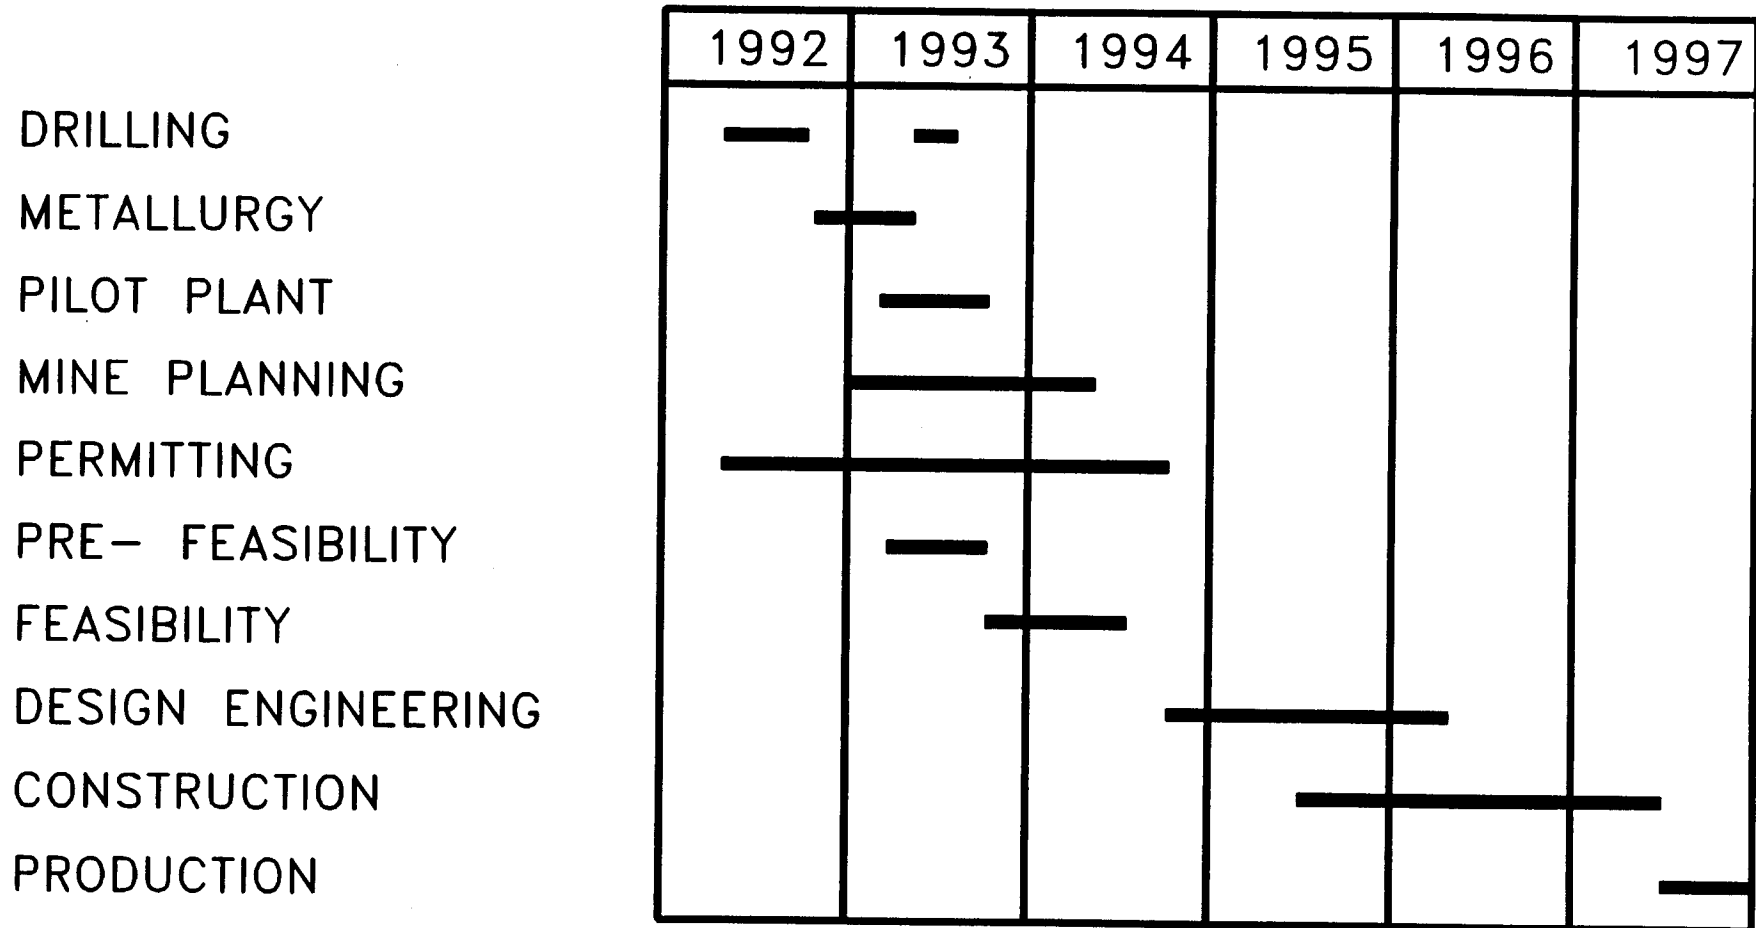 1992 1993 1994 1995 1996 1997
DRILLING
METALLURGY
PILOT PLANT
MINE PLANNING
PERMITTING
PRE- FEASIBILITY
FEASIBILITY
DESIGN ENGINEERING
CONSTRUCTION
PRODUCTION